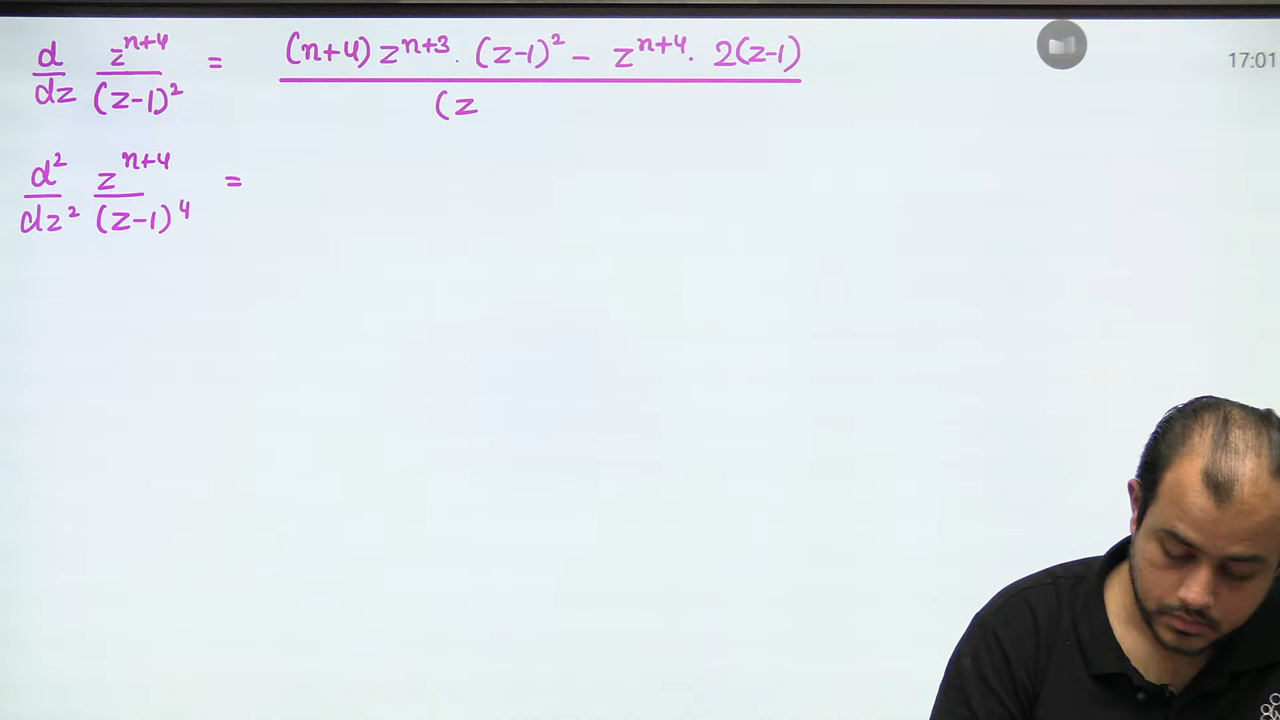 d/dz z^{n+4}/(z-1)^2 = ((n+4) z^{n+3} · (z-1)^2 - z^{n+4} · 2(z-1))/(z
d^2/dz^2 z^{n+4}/(z-1)^4 =
17:01